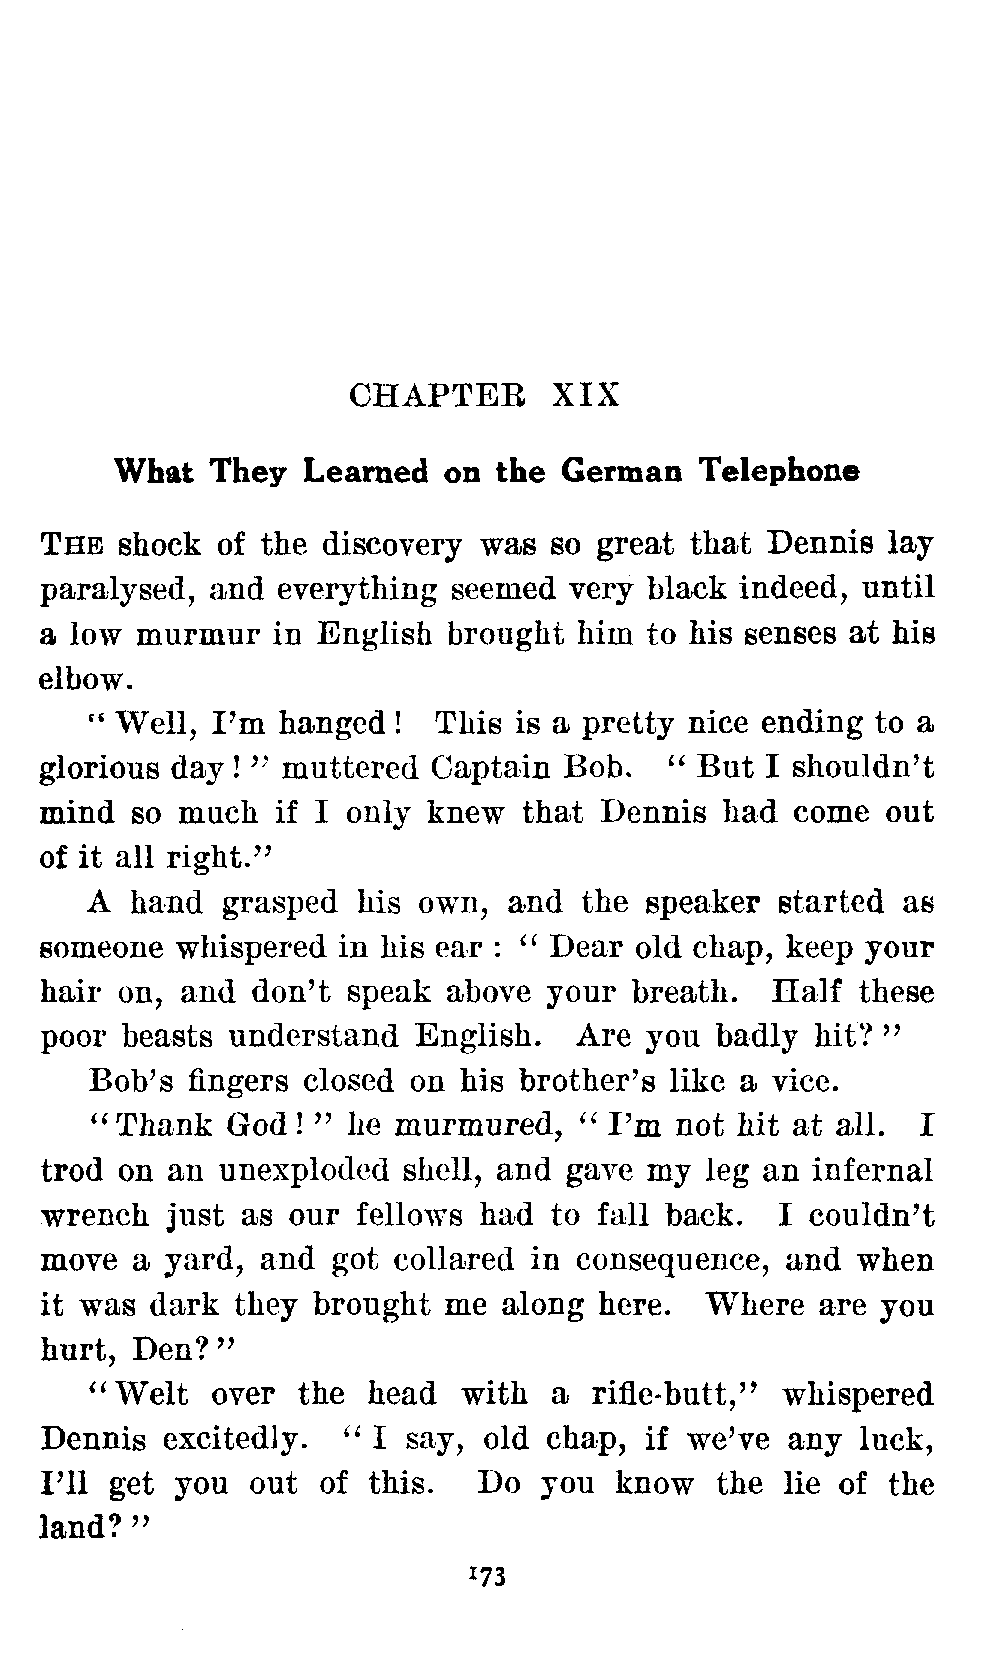 CHAPTER XIX
What They Learned on the German Telephone
THE shock of the discovery was so great that Dennis lay
paralysed, and everything seemed very black indeed, until
a low murmur in English brought him to his senses at his
elbow.
"Well, I'm hanged! This is a pretty nice ending to a
glorious day!" muttered Captain Bob. "But I shouldn't
mind so much if I only knew that Dennis had come out
of it all right."
A hand grasped his own, and the speaker started as
someone whispered in his ear: "Dear old chap, keep your
hair on, and don't speak above your breath. Half these
poor beasts understand English. Are you badly hit?"
Bob's fingers closed on his brother's like a vice.
"Thank God!" he murmured, "I'm not hit at all. I
trod on an unexploded shell, and gave my leg an infernal
wrench just as our fellows had to fall back. I couldn't
move a yard, and got collared in consequence, and when
it was dark they brought me along here. Where are you
hurt, Den?"
"Welt over the head with a rifle-butt," whispered
Dennis excitedly. "I say, old chap, if we've any luck,
I'll get you out of this. Do you know the lie of the
land?"
173